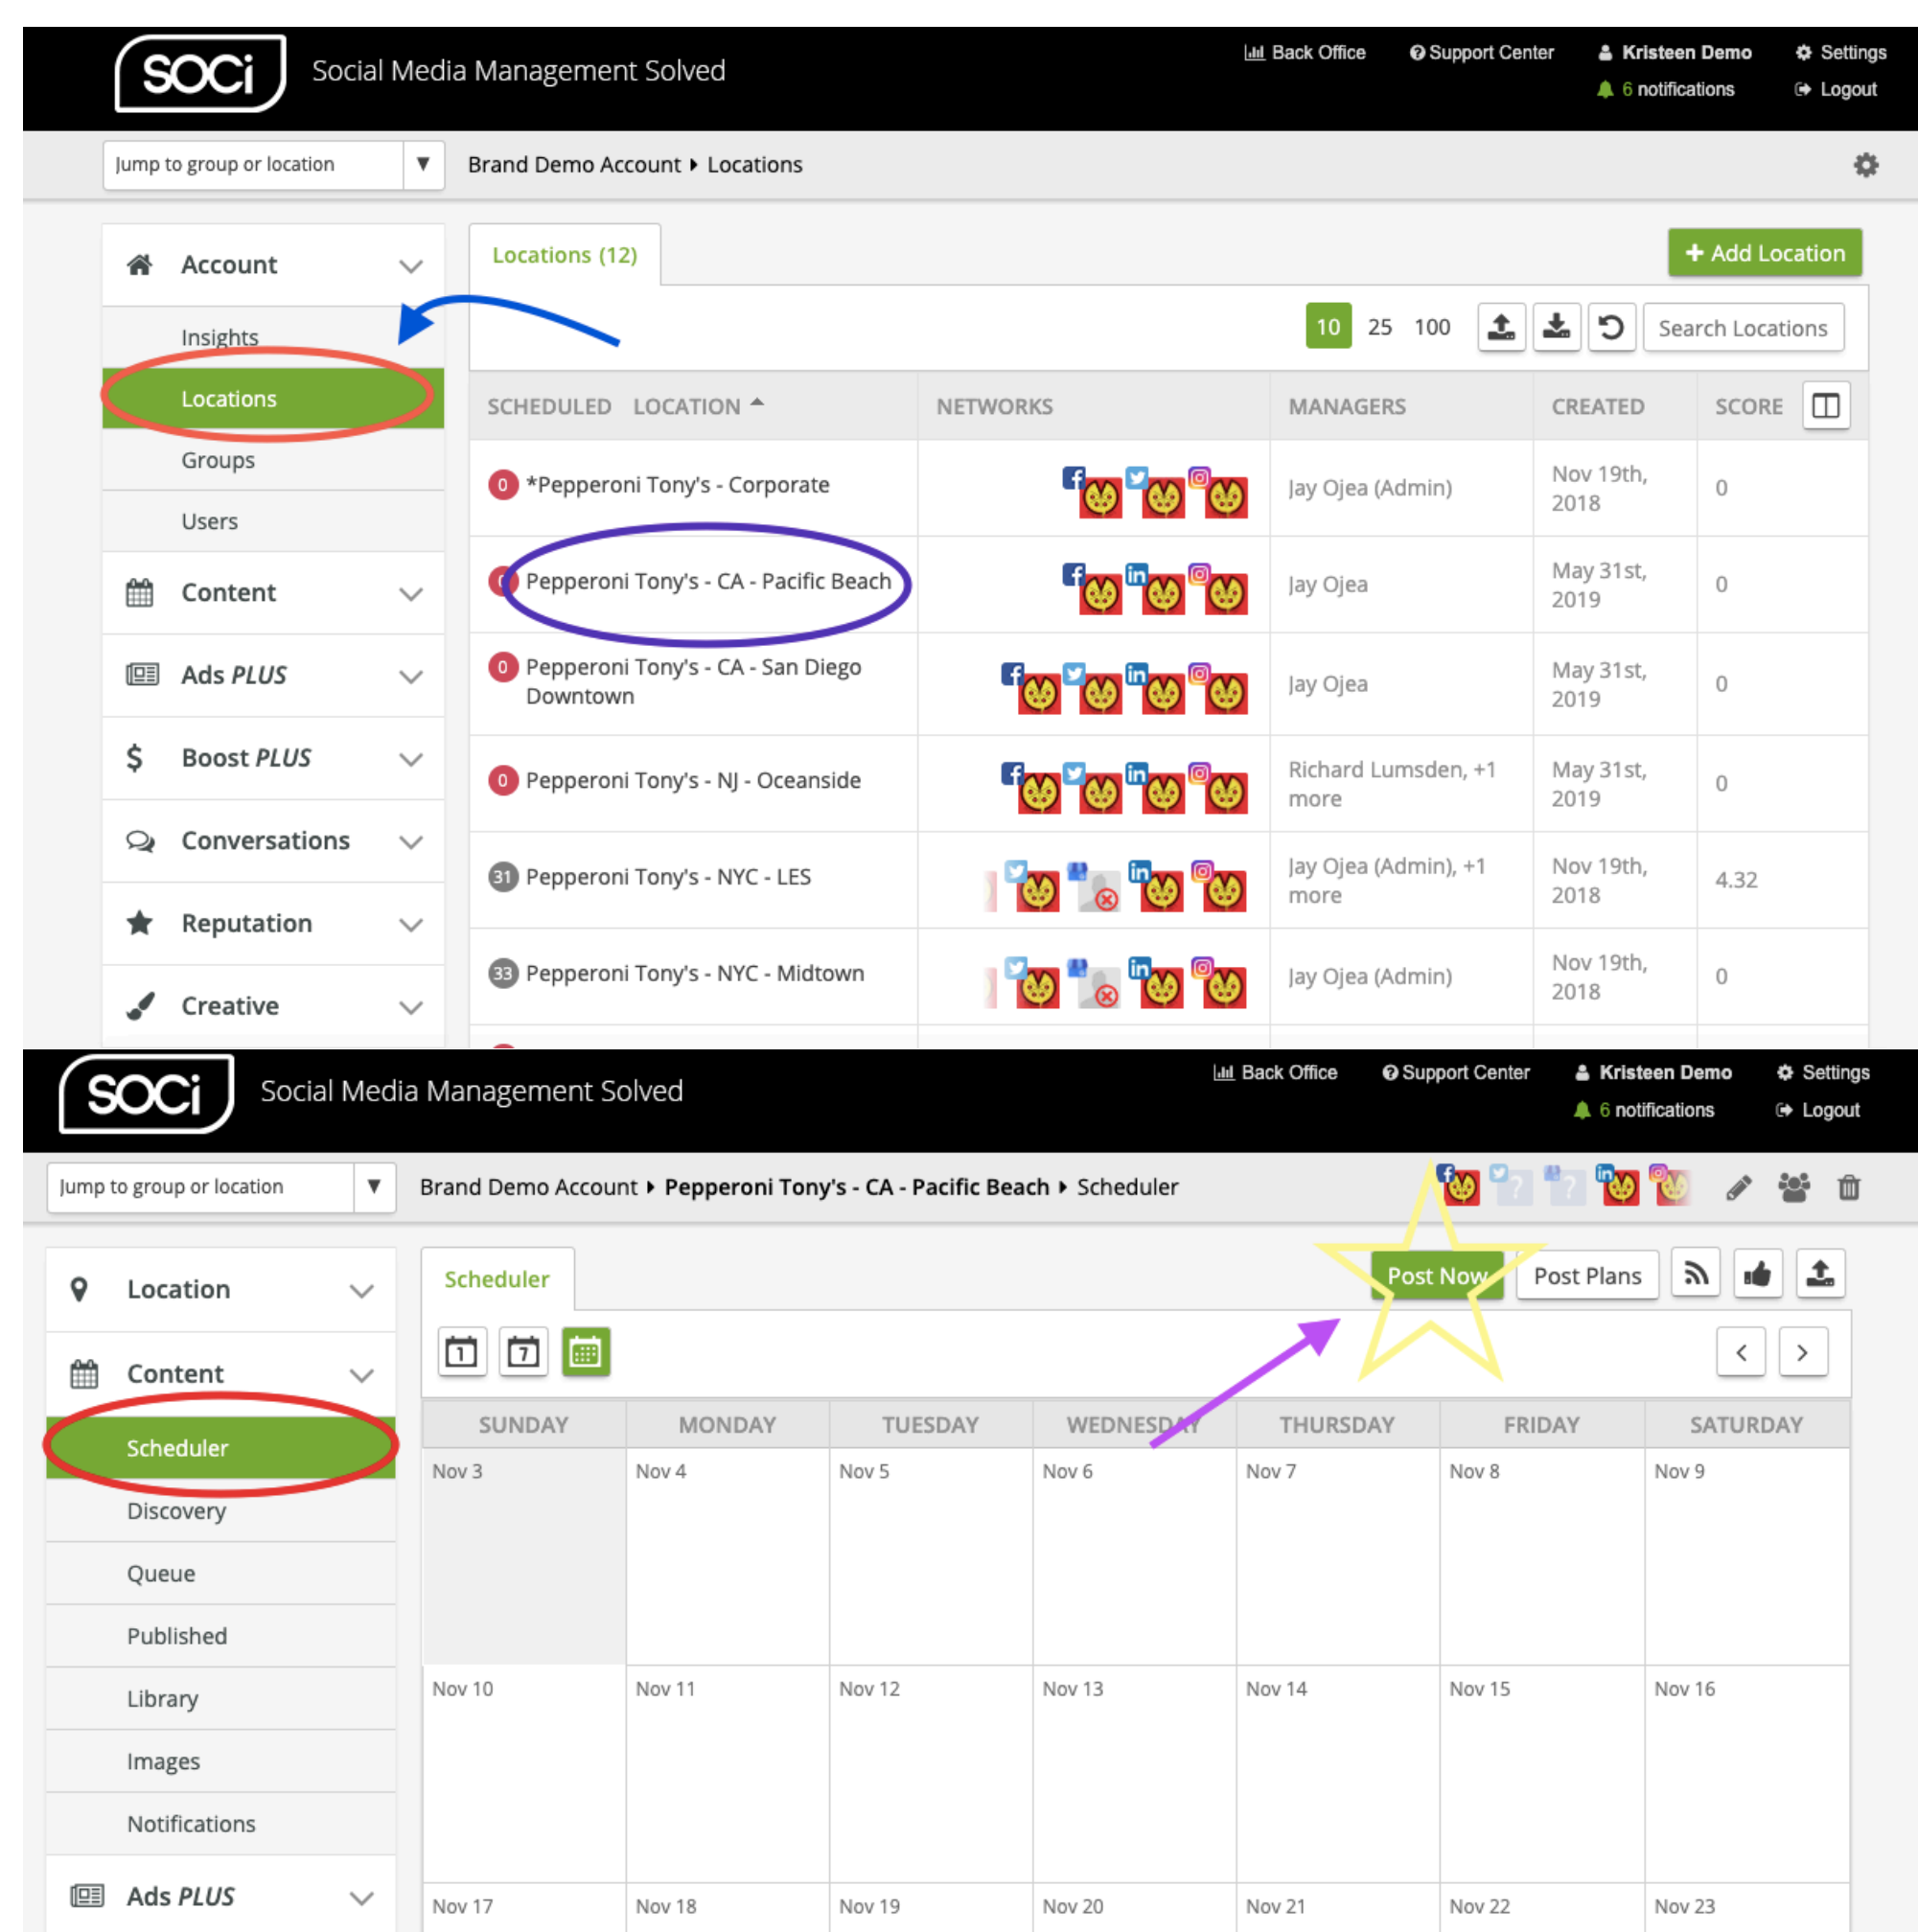 SOCi Social Media Management Solved
Back Office Support Center Kristeen Demo Settings
6 notifications Logout
Jump to group or location ▼ Brand Demo Account ▸ Locations
Account
Locations (12)
+ Add Location
Insights
10 25 100 Search Locations
Locations
SCHEDULED LOCATION NETWORKS MANAGERS CREATED SCORE
Groups
Users
0 *Pepperoni Tony's - Corporate Jay Ojea (Admin) Nov 19th, 0
2018
Content
0 Pepperoni Tony's - CA - Pacific Beach Jay Ojea May 31st, 0
2019
Ads PLUS
0 Pepperoni Tony's - CA - San Diego Jay Ojea May 31st, 0
Downtown 2019
Boost PLUS
0 Pepperoni Tony's - NJ - Oceanside Richard Lumsden, +1 May 31st, 0
more 2019
Conversations
31 Pepperoni Tony's - NYC - LES Jay Ojea (Admin), +1 Nov 19th, 4.32
more 2018
Reputation
33 Pepperoni Tony's - NYC - Midtown Jay Ojea (Admin) Nov 19th, 0
2018
Creative
SOCi Social Media Management Solved
Back Office Support Center Kristeen Demo Settings
6 notifications Logout
Jump to group or location ▼ Brand Demo Account ▸ Pepperoni Tony's - CA - Pacific Beach ▸ Scheduler
Location
Scheduler
Post Now Post Plans
Content
1 7
Scheduler
SUNDAY MONDAY TUESDAY WEDNESDAY THURSDAY FRIDAY SATURDAY
Nov 3 Nov 4 Nov 5 Nov 6 Nov 7 Nov 8 Nov 9
Discovery
Queue
Published
Library
Nov 10 Nov 11 Nov 12 Nov 13 Nov 14 Nov 15 Nov 16
Images
Notifications
Ads PLUS
Nov 17 Nov 18 Nov 19 Nov 20 Nov 21 Nov 22 Nov 23